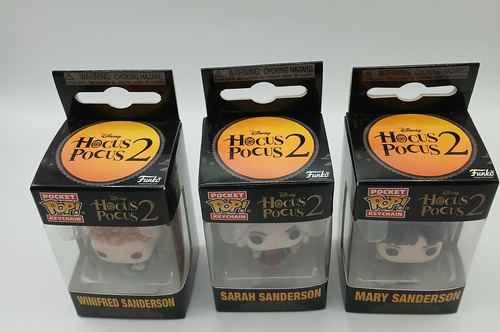 WARNING: CHOKING HAZARD
Disney
HOCUS
POCUS 2
Funko
POCKET
POP!
KEYCHAIN
Disney
HOCUS
POCUS 2
WINIFRED SANDERSON
WARNING: CHOKING HAZARD
Disney
HOCUS
POCUS 2
Funko
POCKET
POP!
KEYCHAIN
Disney
HOCUS
POCUS 2
SARAH SANDERSON
WARNING: CHOKING HAZARD
Disney
HOCUS
POCUS 2
Funko
POCKET
POP!
KEYCHAIN
Disney
HOCUS
POCUS 2
MARY SANDERSON